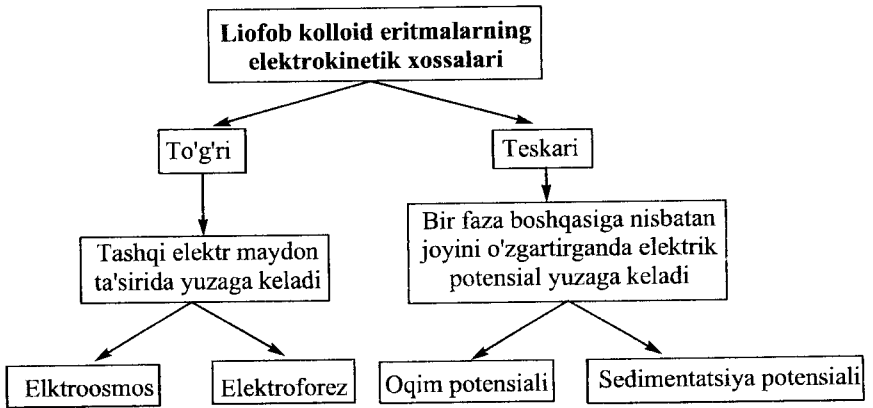 Liofob kolloid eritmalarning
elektrokinetik xossalari
To'g'ri
Teskari
Tashqi elektr maydon
ta'sirida yuzaga keladi
Bir faza boshqasiga nisbatan
joyini o'zgartirganda elektrik
potensial yuzaga keladi
Elktroosmos
Elektroforez
Oqim potensiali
Sedimentatsiya potensiali